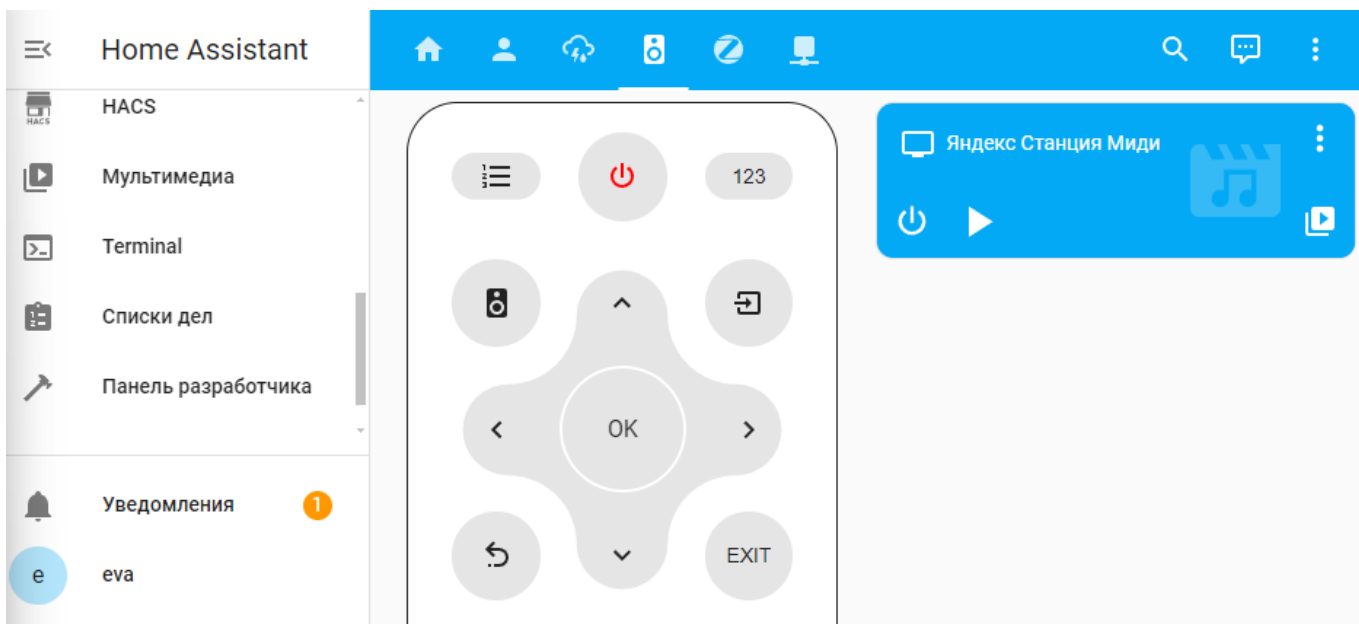 Home Assistant
HACS
HACS
Мультимедиа
Terminal
Списки дел
Панель разработчика
Уведомления
1
e
eva
123
OK
EXIT
Яндекс Станция Миди